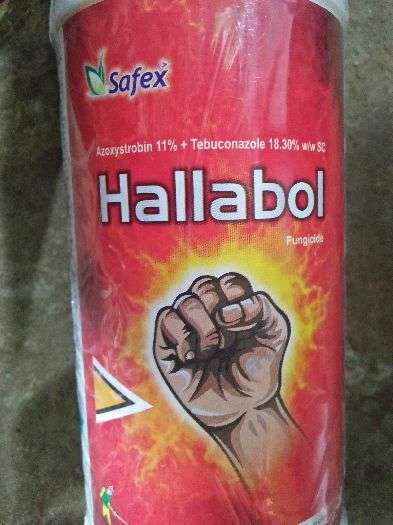 Safex
Azoxystrobin 11% + Tebuconazole 18.30% w/w SC
Hallabol
Fungicide